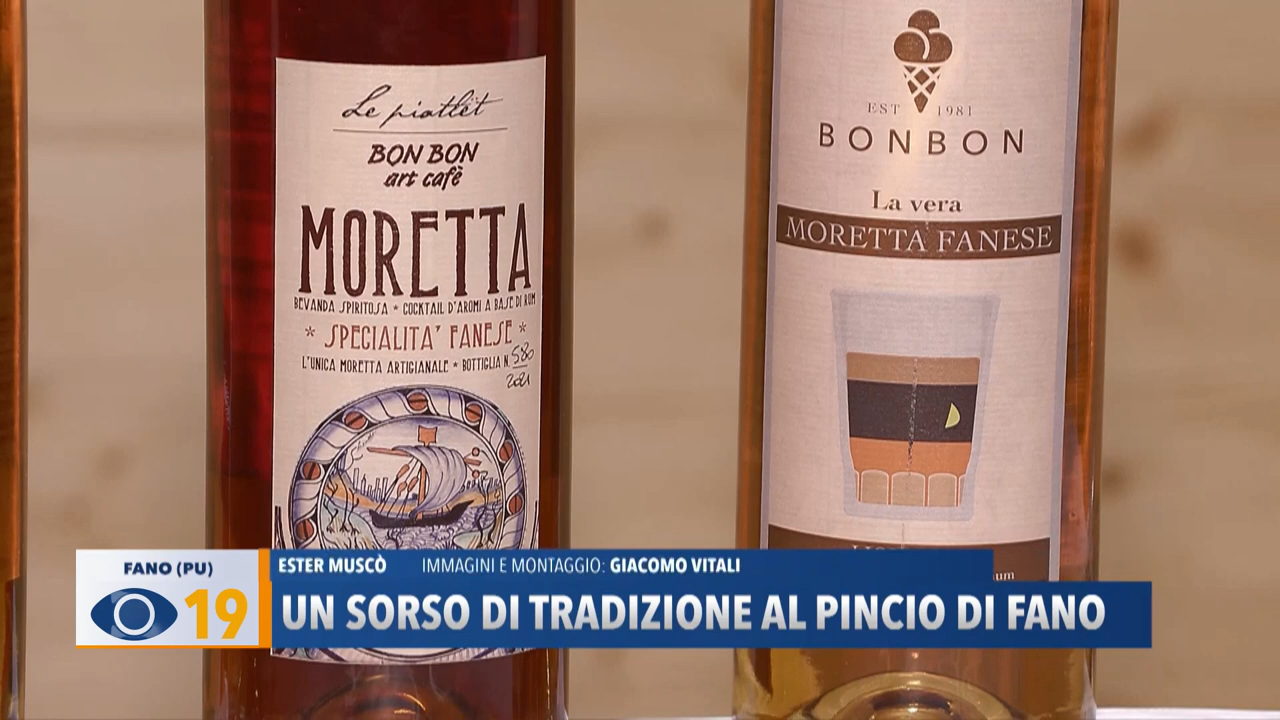 Le piattët
BON BON
art cafè
MORETTA
BEVANDA SPIRITOSA * COCKTAIL D'AROMI A BASE DI RUM
* SPECIALITA' FANESE *
L'UNICA MORETTA ARTIGIANALE * BOTTIGLIA N. 580
2021
EST 1981
BONBON
La vera
MORETTA FANESE
FANO (PU)
19
ESTER MUSCÒ IMMAGINI E MONTAGGIO: GIACOMO VITALI
UN SORSO DI TRADIZIONE AL PINCIO DI FANO